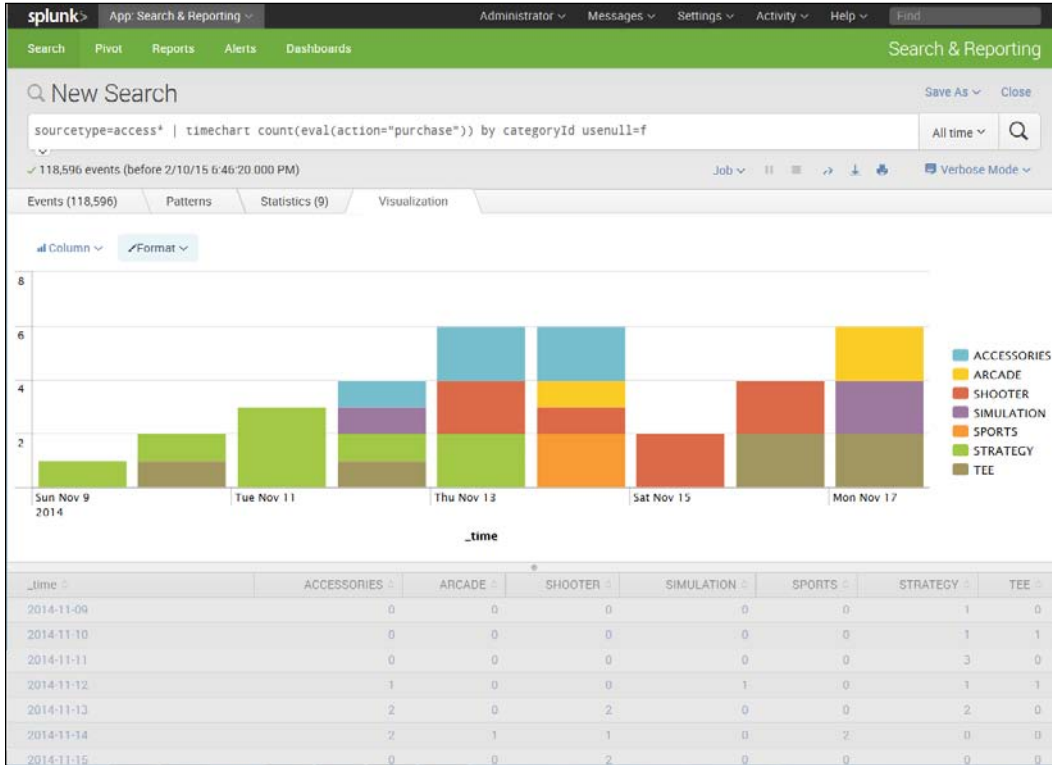 splunk> App: Search & Reporting Administrator Messages Settings Activity Help Find
Search Pivot Reports Alerts Dashboards Search & Reporting
New Search Save As Close
sourcetype=access* | timechart count(eval(action="purchase")) by categoryId usenull=f All time
✓ 118,596 events (before 2/10/15 6:46:20.000 PM) Job Verbose Mode
Events (118,596) Patterns Statistics (9) Visualization
Column Format
8
6
4
2
ACCESSORIES
ARCADE
SHOOTER
SIMULATION
SPORTS
STRATEGY
TEE
Sun Nov 9 Tue Nov 11 Thu Nov 13 Sat Nov 15 Mon Nov 17
2014
_time
_time ACCESSORIES ARCADE SHOOTER SIMULATION SPORTS STRATEGY TEE
2014-11-09 0 0 0 0 0 1 0
2014-11-10 0 0 0 0 0 1 1
2014-11-11 0 0 0 0 0 3 0
2014-11-12 1 0 0 1 0 1 1
2014-11-13 2 0 2 0 0 2 0
2014-11-14 2 1 1 0 2 0 0
2014-11-15 0 0 2 0 0 0 0